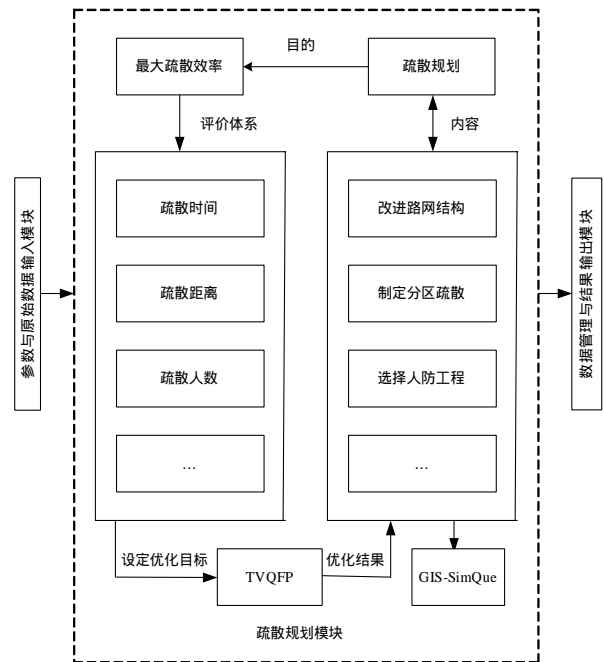 目的
最大疏散效率
疏散规划
评价体系
内容
参数与原始数据输入模块
疏散时间
疏散距离
疏散人数
…
改进路网结构
制定分区疏散
选择人防工程
…
数据管理与结果输出模块
设定优化目标
TVQFP
优化结果
GIS-SimQue
疏散规划模块